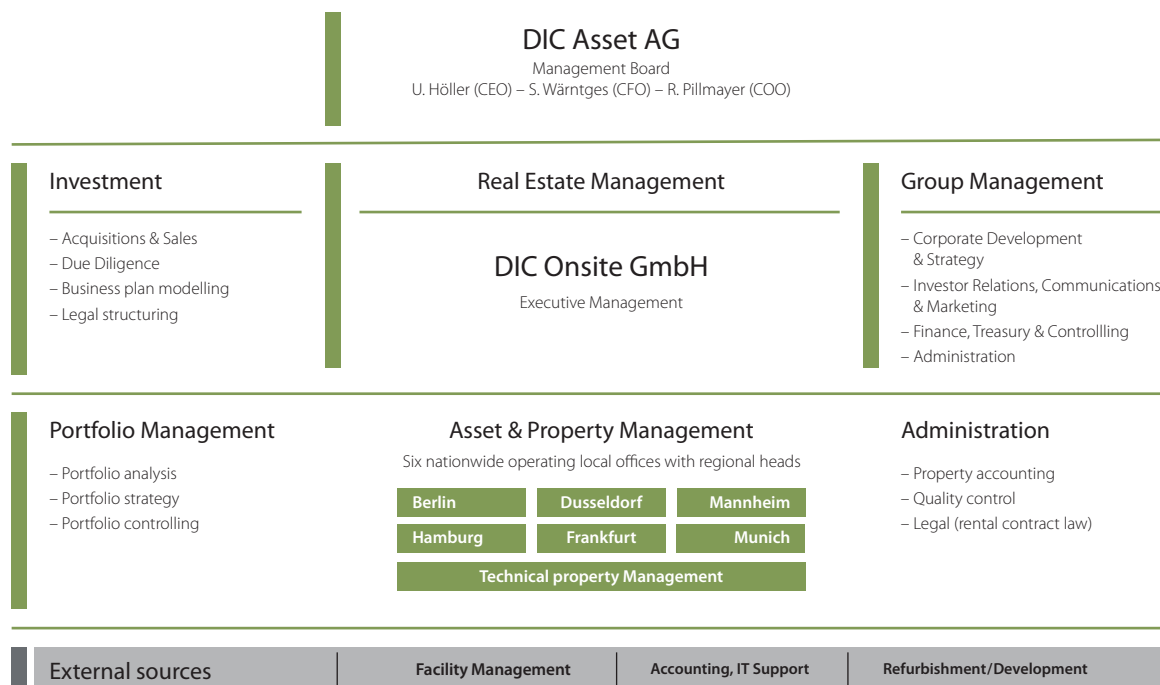 DIC Asset AG
Management Board
U. Höller (CEO) – S. Wärntges (CFO) – R. Pillmayer (COO)
Investment
– Acquisitions & Sales
– Due Diligence
– Business plan modelling
– Legal structuring
Real Estate Management
DIC Onsite GmbH
Executive Management
Group Management
– Corporate Development
& Strategy
– Investor Relations, Communications
& Marketing
– Finance, Treasury & Controllling
– Administration
Portfolio Management
– Portfolio analysis
– Portfolio strategy
– Portfolio controlling
Asset & Property Management
Six nationwide operating local offices with regional heads
Berlin Dusseldorf Mannheim
Hamburg Frankfurt Munich
Technical property Management
Administration
– Property accounting
– Quality control
– Legal (rental contract law)
External sources Facility Management Accounting, IT Support Refurbishment/Development